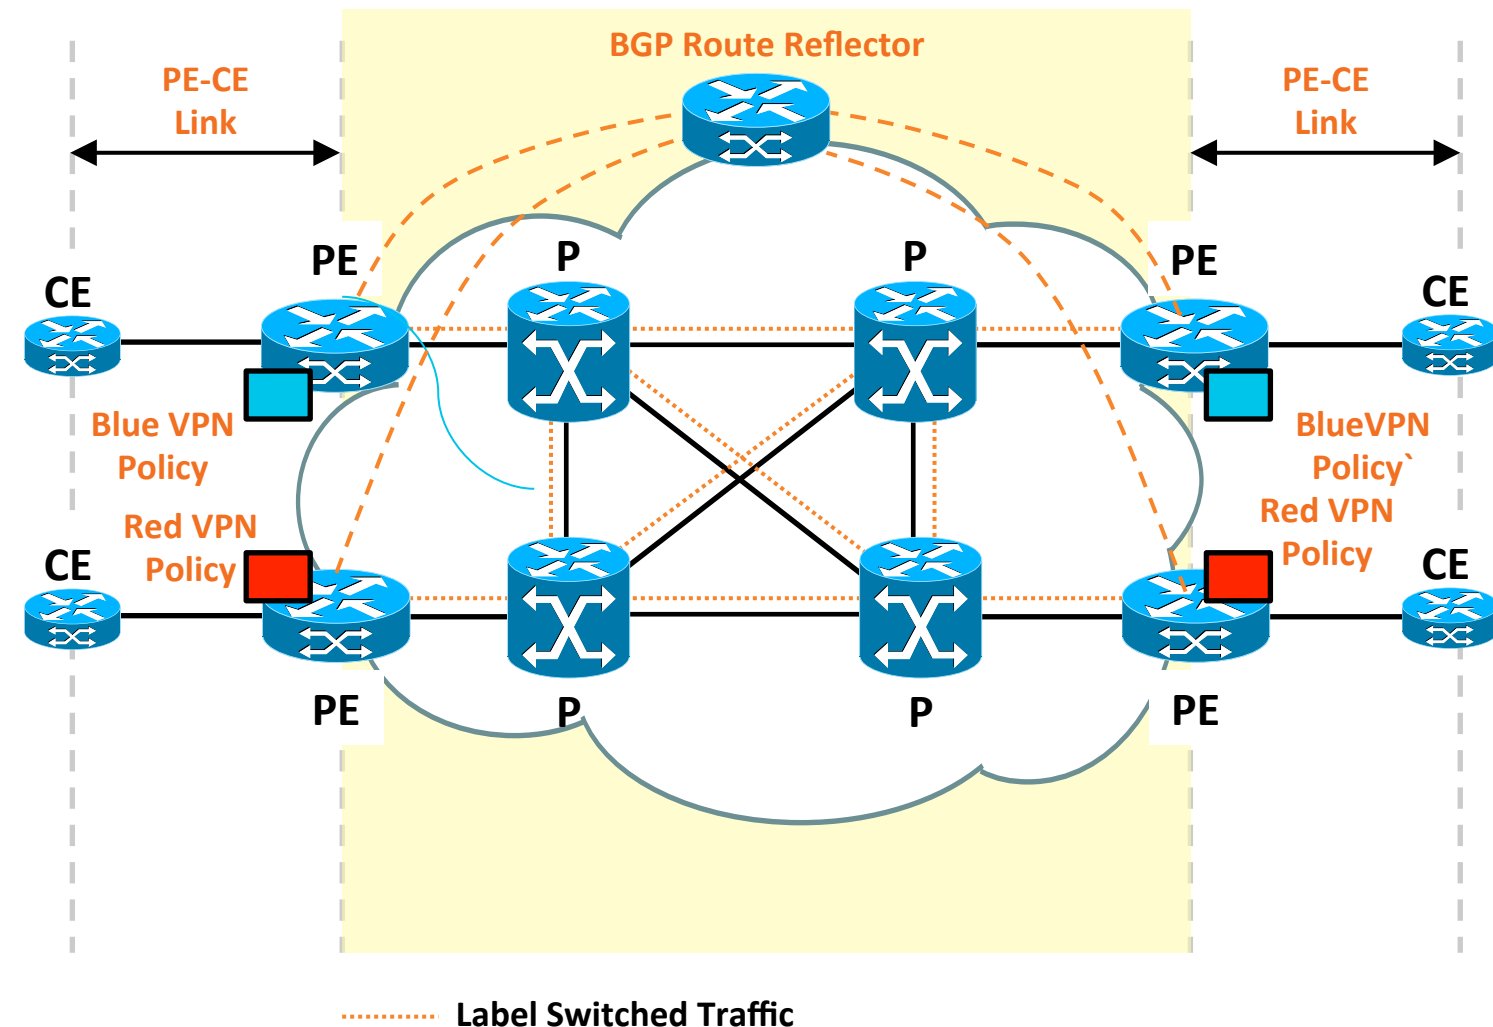 BGP Route Reflector
PE-CE
Link
PE-CE
Link
PE
P
P
PE
CE
CE
Blue VPN
Policy
BlueVPN
Policy`
Red VPN
Policy
Red VPN
Policy
CE
CE
PE
P
P
PE
Label Switched Traffic